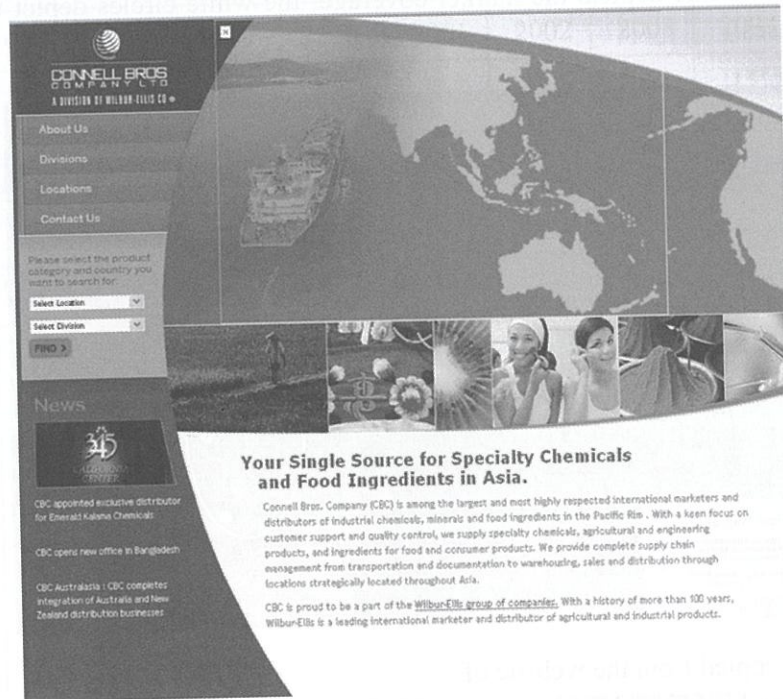 CONNELL BROS
COMPANY LTD
A DIVISION OF WILBUR-ELLIS CO
About Us
Divisions
Locations
Contact Us
Please select the product
category and country you
want to search for:
Select Location
Select Division
FIND >
News
345
CALIFORNIA
CENTER
CBC appointed exclusive distributor
for Emerald Kalama Chemicals
CBC opens new office in Bangladesh
CBC Australasia : CBC completes
integration of Australia and New
Zealand distribution businesses
Your Single Source for Specialty Chemicals
and Food Ingredients in Asia.
Connell Bros. Company (CBC) is among the largest and most highly respected international marketers and
distributors of industrial chemicals, minerals and food ingredients in the Pacific Rim . With a keen focus on
customer support and quality control, we supply specialty chemicals, agricultural and engineering
products, and ingredients for food and consumer products. We provide complete supply chain
management from transportation and documentation to warehousing, sales and distribution through
locations strategically located throughout Asia.
CBC is proud to be a part of the Wilbur-Ellis group of companies. With a history of more than 100 years,
Wilbur-Ellis is a leading international marketer and distributor of agricultural and industrial products.